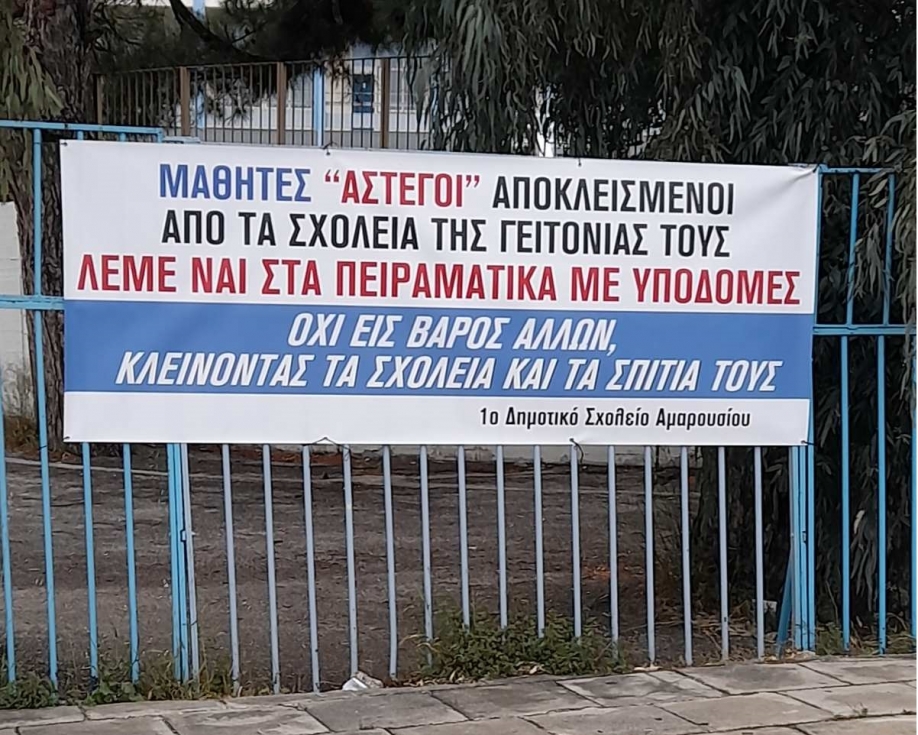 ΜΑΘΗΤΕΣ “ΑΣΤΕΓΟΙ” ΑΠΟΚΛΕΙΣΜΕΝΟΙ
ΑΠΟ ΤΑ ΣΧΟΛΕΙΑ ΤΗΣ ΓΕΙΤΟΝΙΑΣ ΤΟΥΣ
ΛΕΜΕ ΝΑΙ ΣΤΑ ΠΕΙΡΑΜΑΤΙΚΑ ΜΕ ΥΠΟΔΟΜΕΣ
ΟΧΙ ΕΙΣ ΒΑΡΟΣ ΑΛΛΩΝ,
ΚΛΕΙΝΟΝΤΑΣ ΤΑ ΣΧΟΛΕΙΑ ΚΑΙ ΤΑ ΣΠΙΤΙΑ ΤΟΥΣ
1ο Δημοτικό Σχολείο Αμαρουσίου